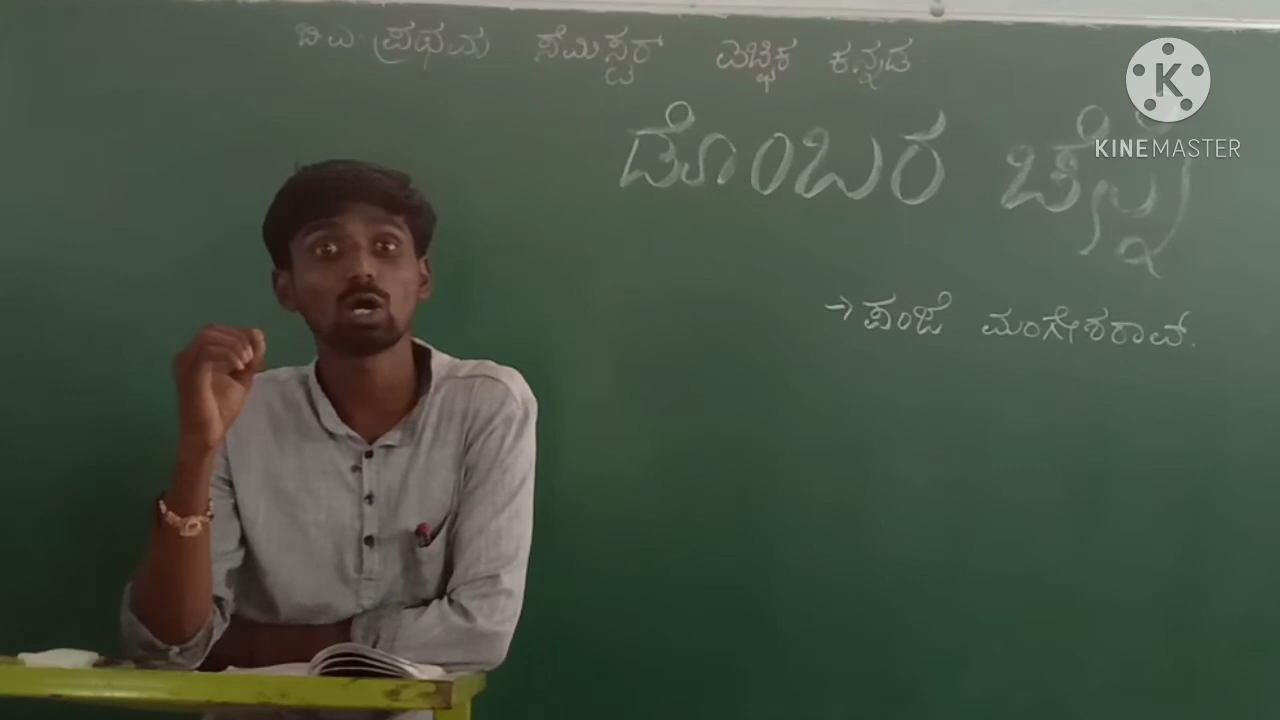 ಬಿ.ಎ. ಪ್ರಥಮ ಸೆಮಿಸ್ಟರ್ ಐಚ್ಛಿಕ ಕನ್ನಡ
ದೊಂಬರ ಚೆನ್ನೆ
→ ಪಂಜೆ ಮಂಗೇಶರಾವ್.
K
KINEMASTER